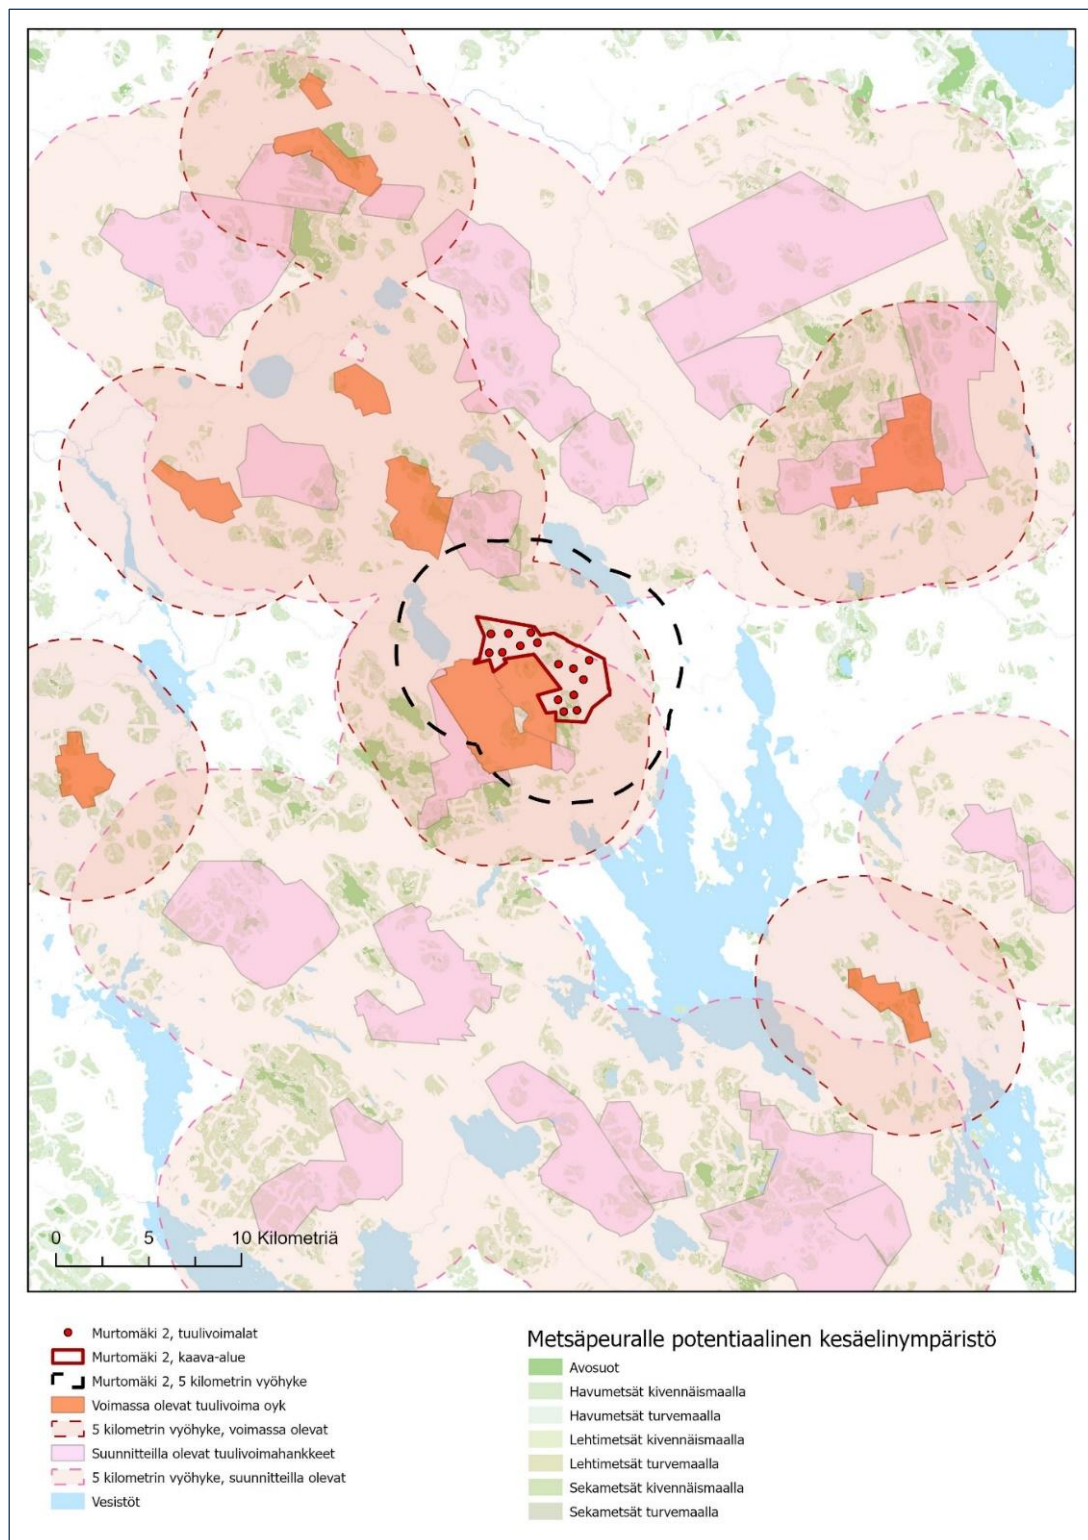 0 5 10 Kilometriä
Murtomäki 2, tuulivoimalat
Murtomäki 2, kaava-alue
Murtomäki 2, 5 kilometrin vyöhyke
Voimassa olevat tuulivoima oyk
5 kilometrin vyöhyke, voimassa olevat
Suunnitteilla olevat tuulivoimahankkeet
5 kilometrin vyöhyke, suunnitteilla olevat
Vesistöt
Metsäpeuralle potentiaalinen kesäelinympäristö
Avosuot
Havumetsät kivennäismaalla
Havumetsät turvemaalla
Lehtimetsät kivennäismaalla
Lehtimetsät turvemaalla
Sekametsät kivennäismaalla
Sekametsät turvemaalla